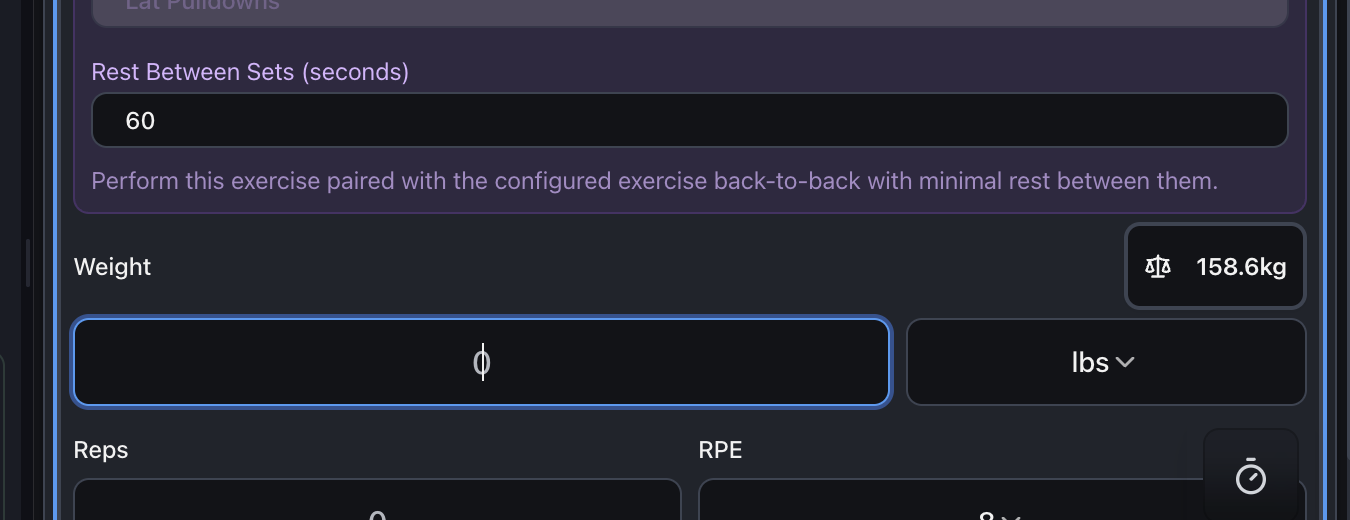 Lat Pulldowns
Rest Between Sets (seconds)
60
Perform this exercise paired with the configured exercise back-to-back with minimal rest between them.
Weight
158.6kg
0
lbs
Reps
RPE
0
8